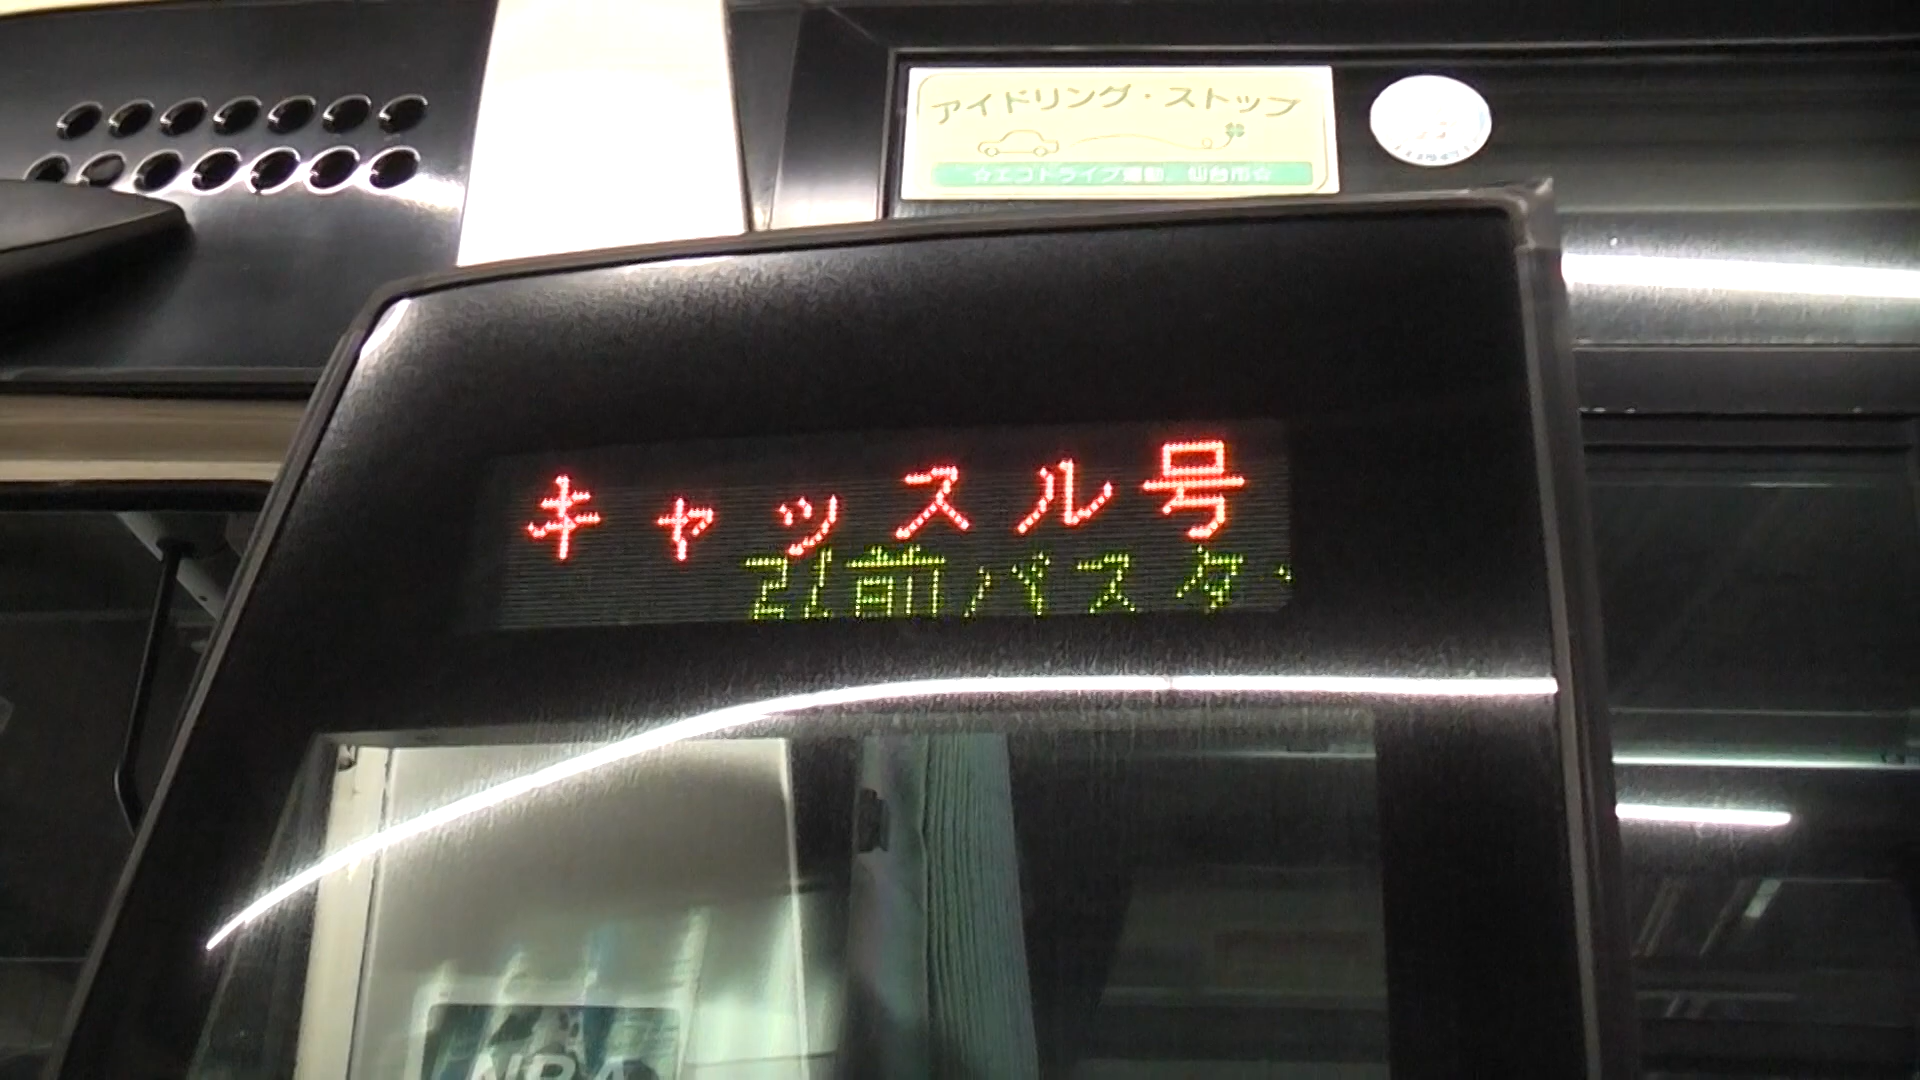 アイドリング・ストップ
☆エコドライブ運動 仙台市☆
キャッスル号
前バスタ
NBA